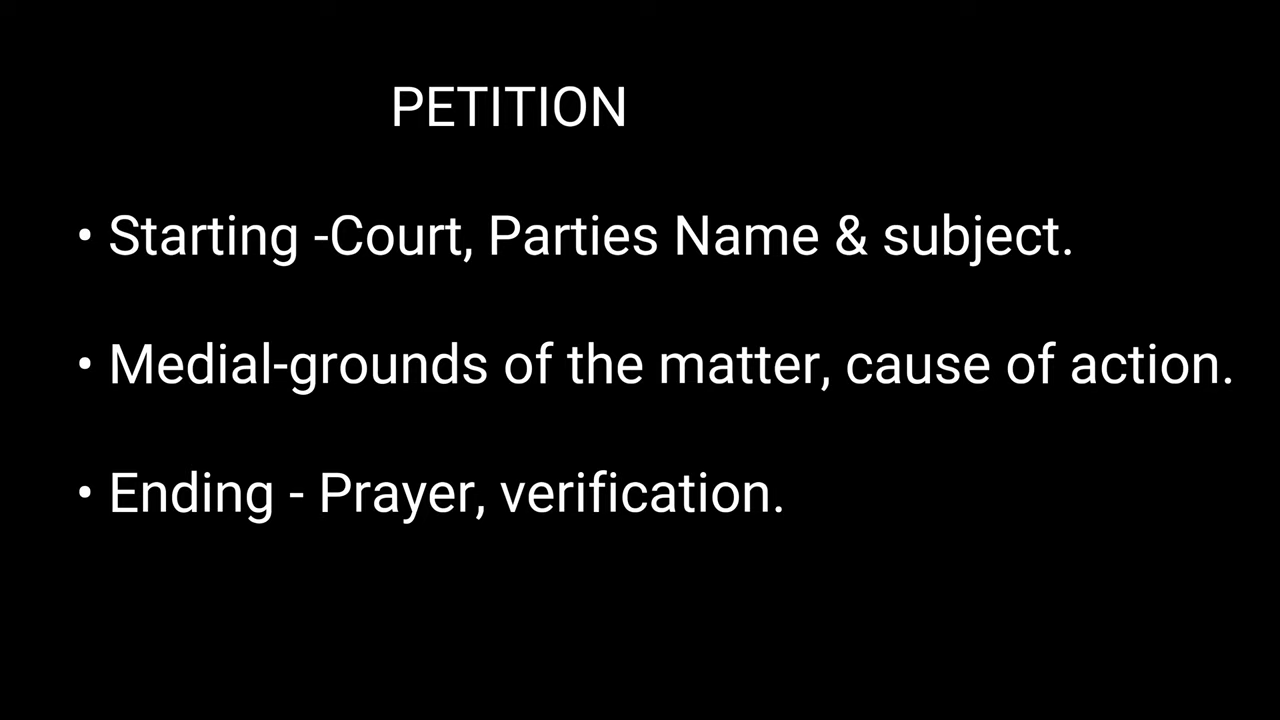 PETITION
• Starting -Court, Parties Name & subject.
• Medial-grounds of the matter, cause of action.
• Ending - Prayer, verification.